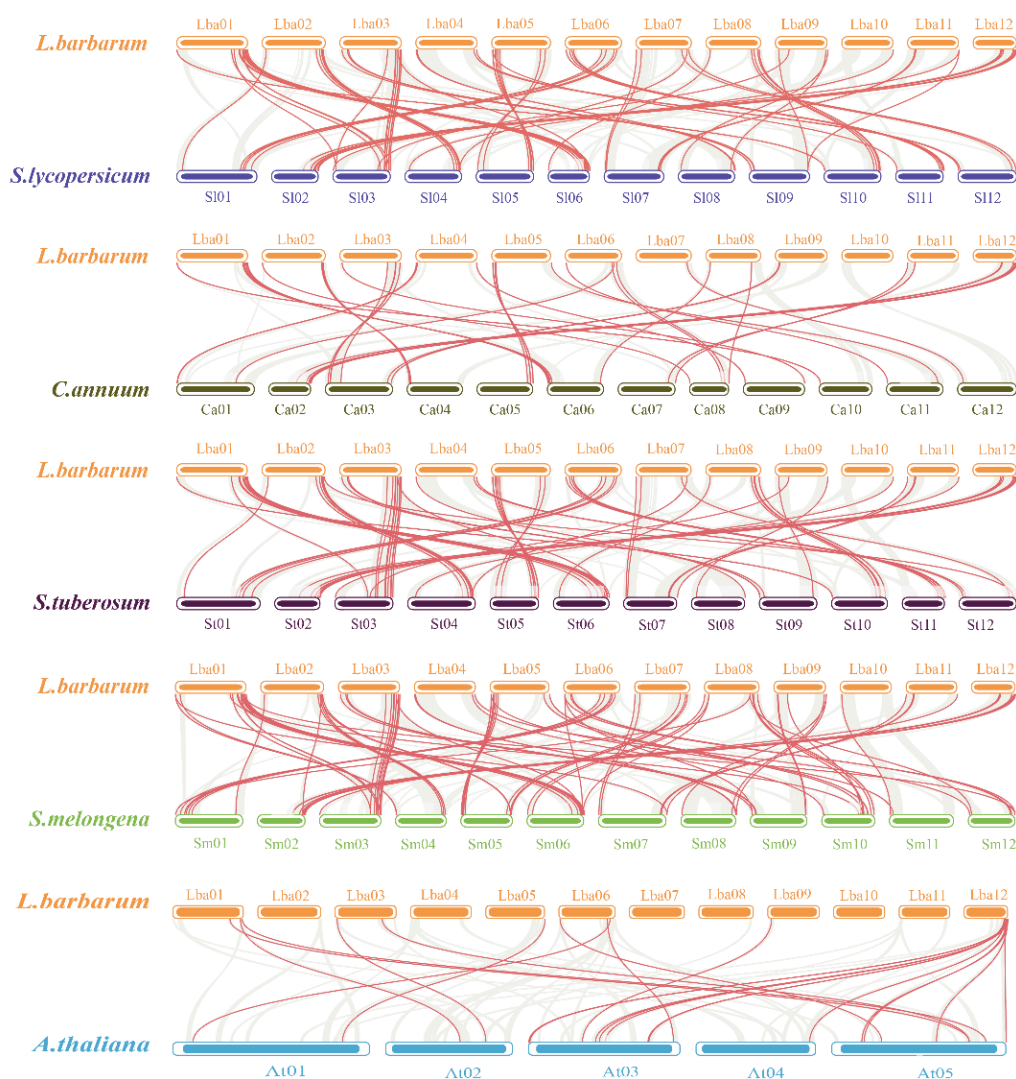 Lba01 Lba02 Lba03 Lba04 Lba05 Lba06 Lba07 Lba08 Lba09 Lba10 Lba11 Lba12
L.barbarum
S.lycopersicum
Sl01 Sl02 Sl03 Sl04 Sl05 Sl06 Sl07 Sl08 Sl09 Sl10 Sl11 Sl12
Lba01 Lba02 Lba03 Lba04 Lba05 Lba06 Lba07 Lba08 Lba09 Lba10 Lba11 Lba12
L.barbarum
C.annuum
Ca01 Ca02 Ca03 Ca04 Ca05 Ca06 Ca07 Ca08 Ca09 Ca10 Ca11 Ca12
Lba01 Lba02 Lba03 Lba04 Lba05 Lba06 Lba07 Lba08 Lba09 Lba10 Lba11 Lba12
L.barbarum
S.tuberosum
St01 St02 St03 St04 St05 St06 St07 St08 St09 St10 St11 St12
Lba01 Lba02 Lba03 Lba04 Lba05 Lba06 Lba07 Lba08 Lba09 Lba10 Lba11 Lba12
L.barbarum
S.melongena
Sm01 Sm02 Sm03 Sm04 Sm05 Sm06 Sm07 Sm08 Sm09 Sm10 Sm11 Sm12
Lba01 Lba02 Lba03 Lba04 Lba05 Lba06 Lba07 Lba08 Lba09 Lba10 Lba11 Lba12
L.barbarum
A.thaliana
At01 At02 At03 At04 At05